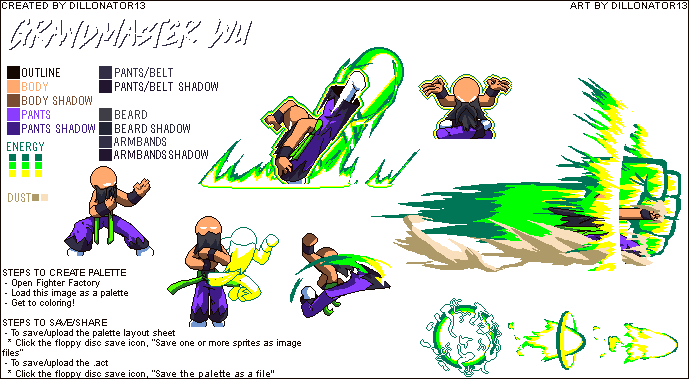 CREATED BY DILLONATOR13
ART BY DILLONATOR13
GRANDMASTER WU
OUTLINE
BODY
BODY SHADOW
PANTS
PANTS SHADOW
PANTS/BELT
PANTS/BELT SHADOW
BEARD
BEARD SHADOW
ARMBANDS
ARMBANDS SHADOW
ENERGY
DUST
STEPS TO CREATE PALETTE
- Open Fighter Factory
- Load this image as a palette
- Get to coloring!
STEPS TO SAVE/SHARE
- To save/upload the palette layout sheet
* Click the floppy disc save icon, "Save one or more sprites as image
files"
- To save/upload the .act
* Click the floppy disc save icon, "Save the palette as a file"